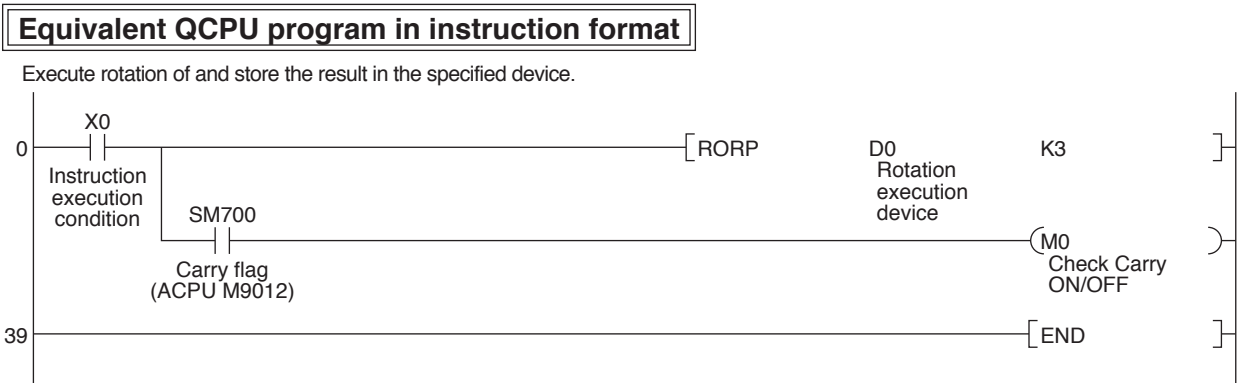 Equivalent QCPU program in instruction format
Execute rotation of and store the result in the specified device.
X0
0
RORP D0 K3
Instruction
execution
condition
Rotation
execution
device
SM700
M0
Carry flag
(ACPU M9012)
Check Carry
ON/OFF
39
END